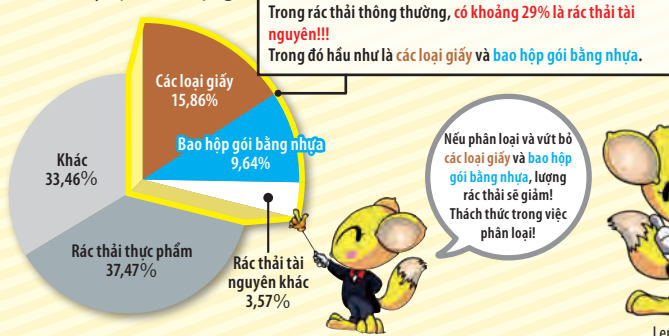 Trong rác thải thông thường, có khoảng 29% là rác thải tài
nguyên!!!
Trong đó hầu như là các loại giấy và bao hộp gói bằng nhựa.
Các loại giấy
15,86%
Bao hộp gói bằng nhựa
9,64%
Khác
33,46%
Rác thải thực phẩm
37,47%
Rác thải tài
nguyên khác
3,57%
Nếu phân loại và vứt bỏ
các loại giấy và bao hộp
gói bằng nhựa, lượng
rác thải sẽ giảm!
Thách thức trong việc
phân loại!